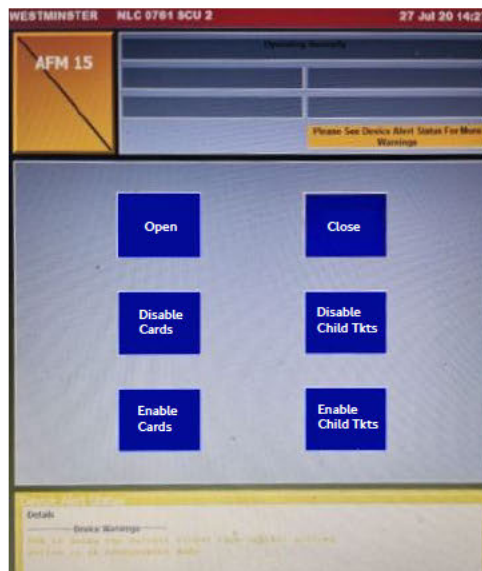 WESTMINSTER NLC 0761 SCU 2 27 Jul 20 14:2
AFM 15
Operating Normally
Please See Device Alert Status For More
Warnings
Open
Close
Disable
Cards
Disable
Child Tkts
Enable
Cards
Enable
Child Tkts
Device Alert Status
Details
Device Warnings